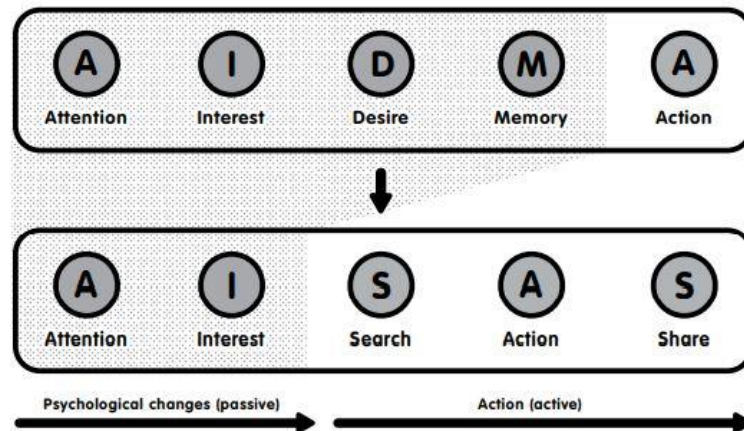 A I D M A
Attention Interest Desire Memory Action
A I S A S
Attention Interest Search Action Share
Psychological changes (passive) Action (active)